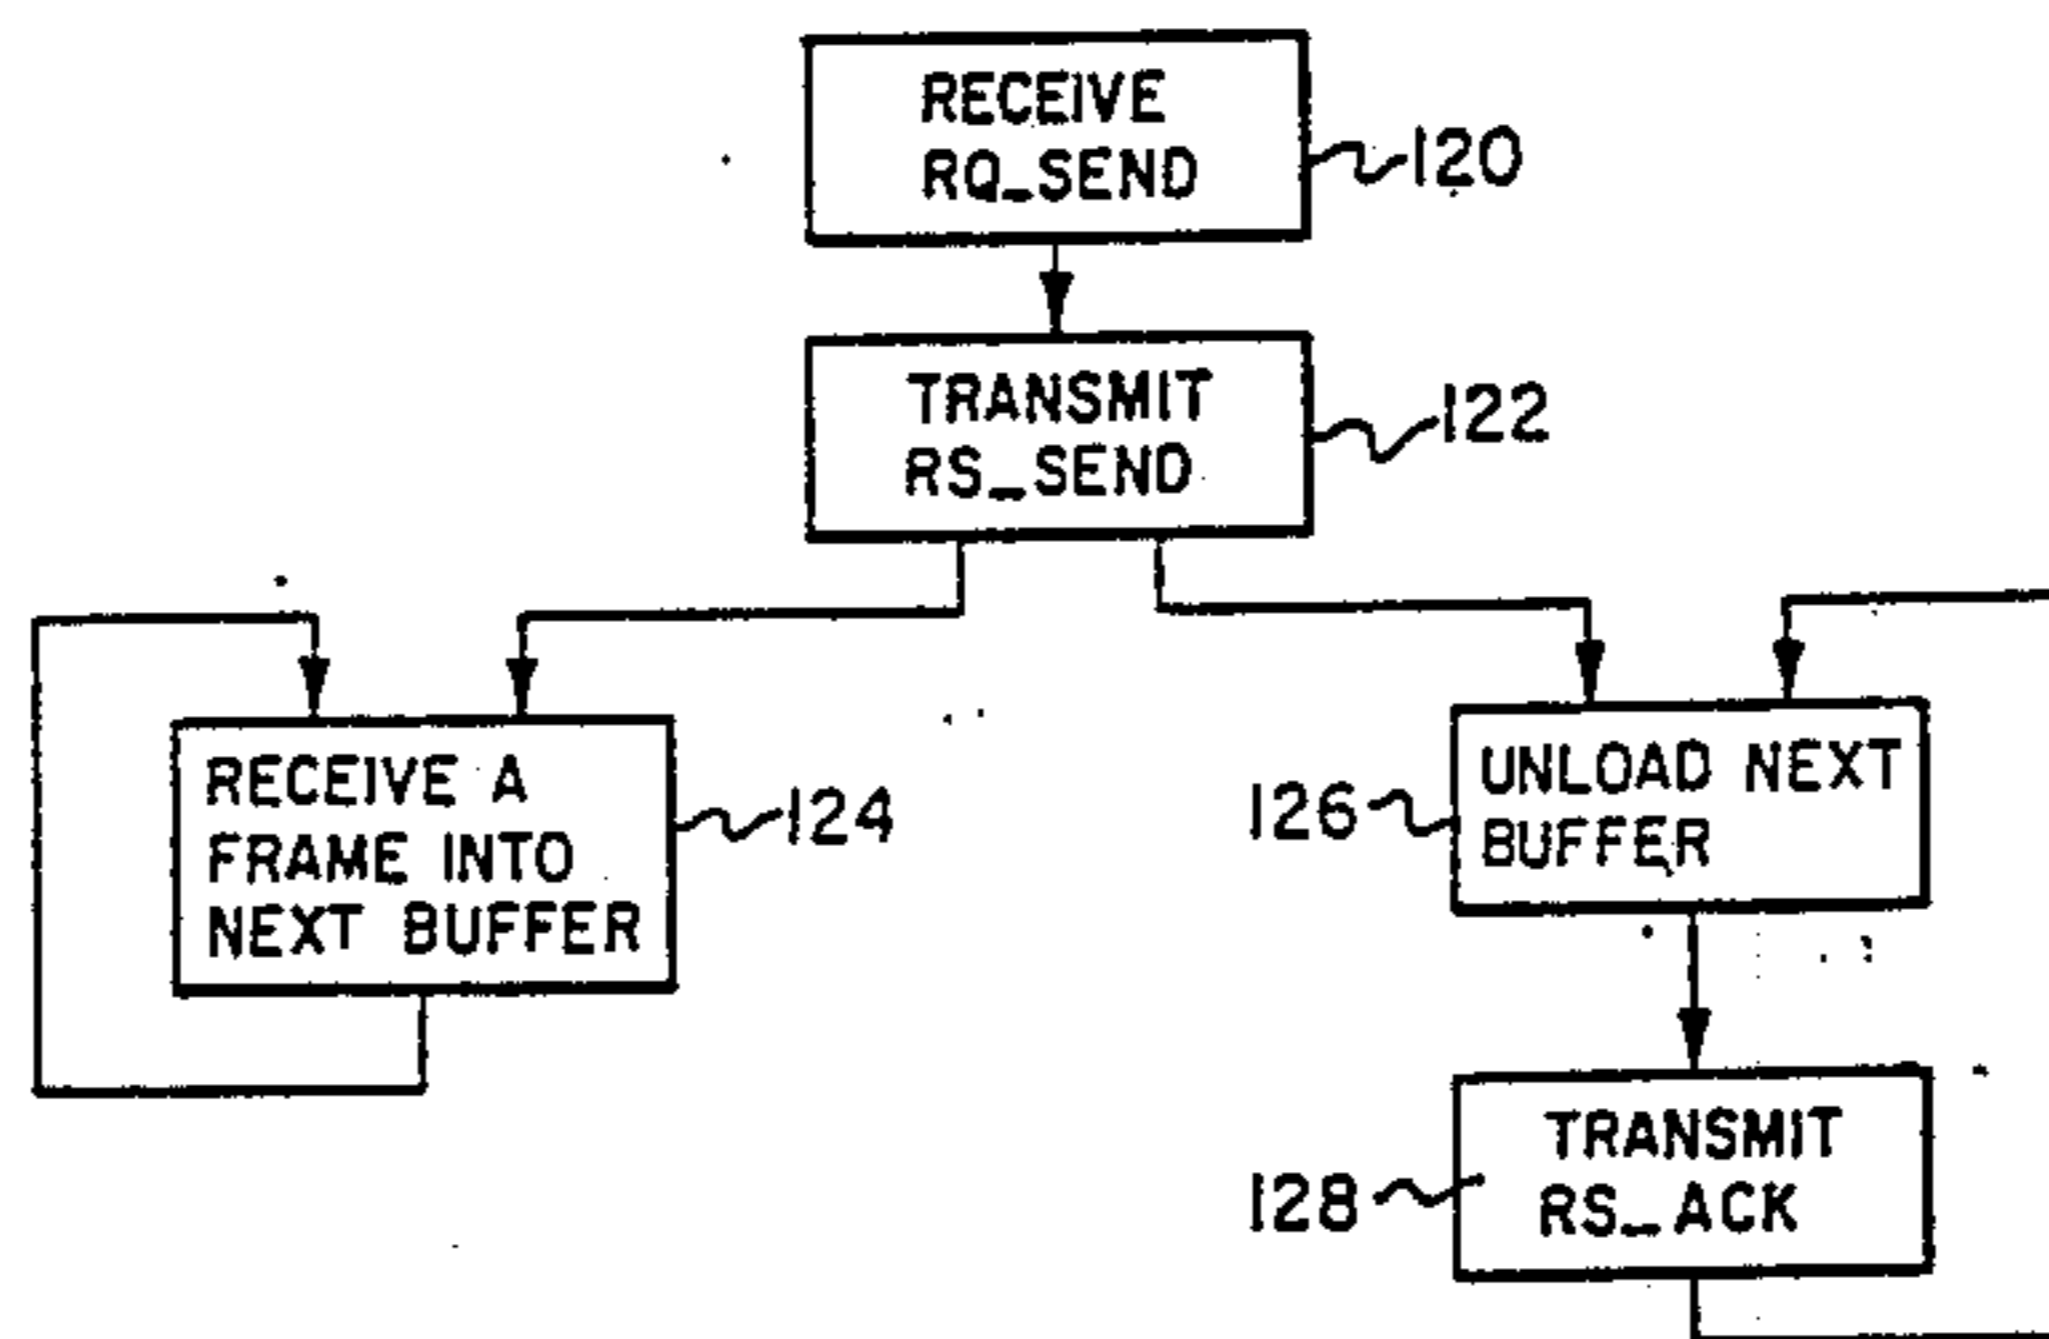 RECEIVE
RQ_SEND
120
TRANSMIT
RS_SEND
122
RECEIVE A
FRAME INTO
NEXT BUFFER
124
126
UNLOAD NEXT
BUFFER
128
TRANSMIT
RS_ACK